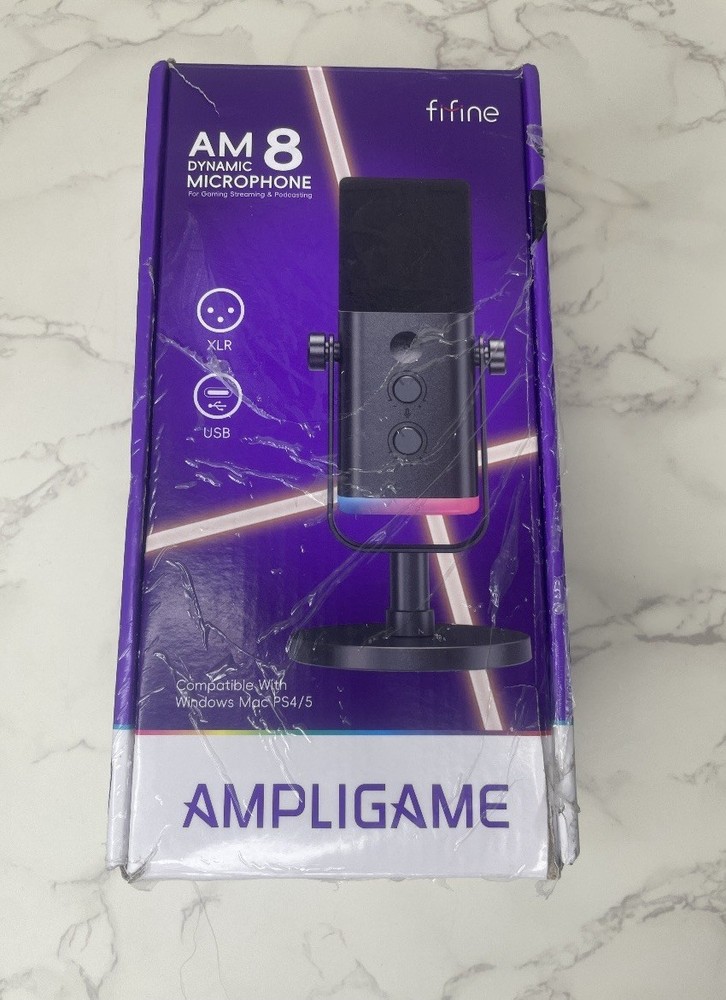 fifine
AM 8
DYNAMIC
MICROPHONE
For Gaming Streaming & Podcasting
XLR
USB
Compatible With
Windows Mac PS4/5
AMPLIGAME